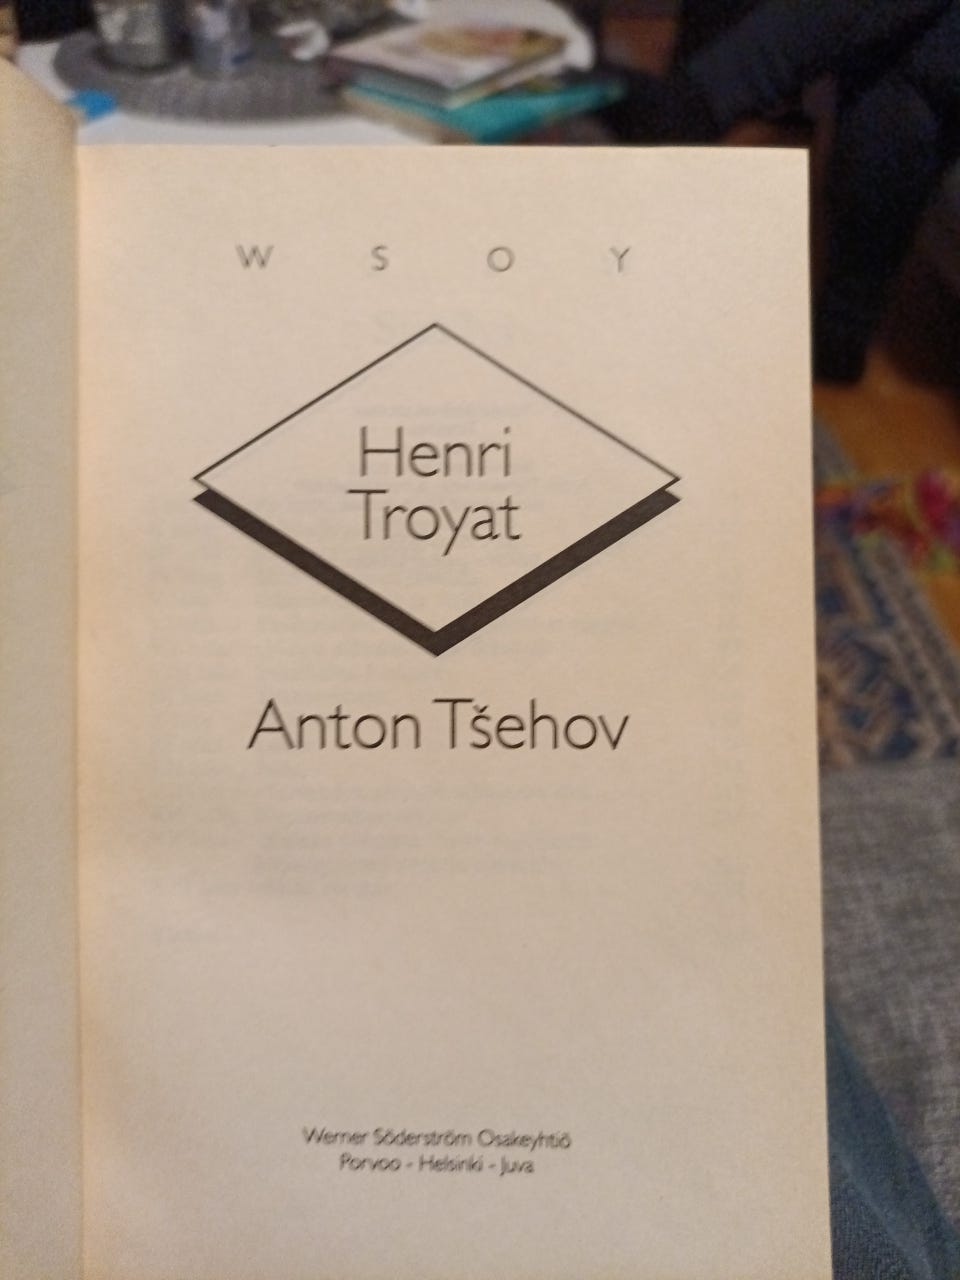 W S O Y
Henri
Troyat
Anton Tšehov
Werner Söderström Osakeyhtiö
Porvoo - Helsinki - Juva